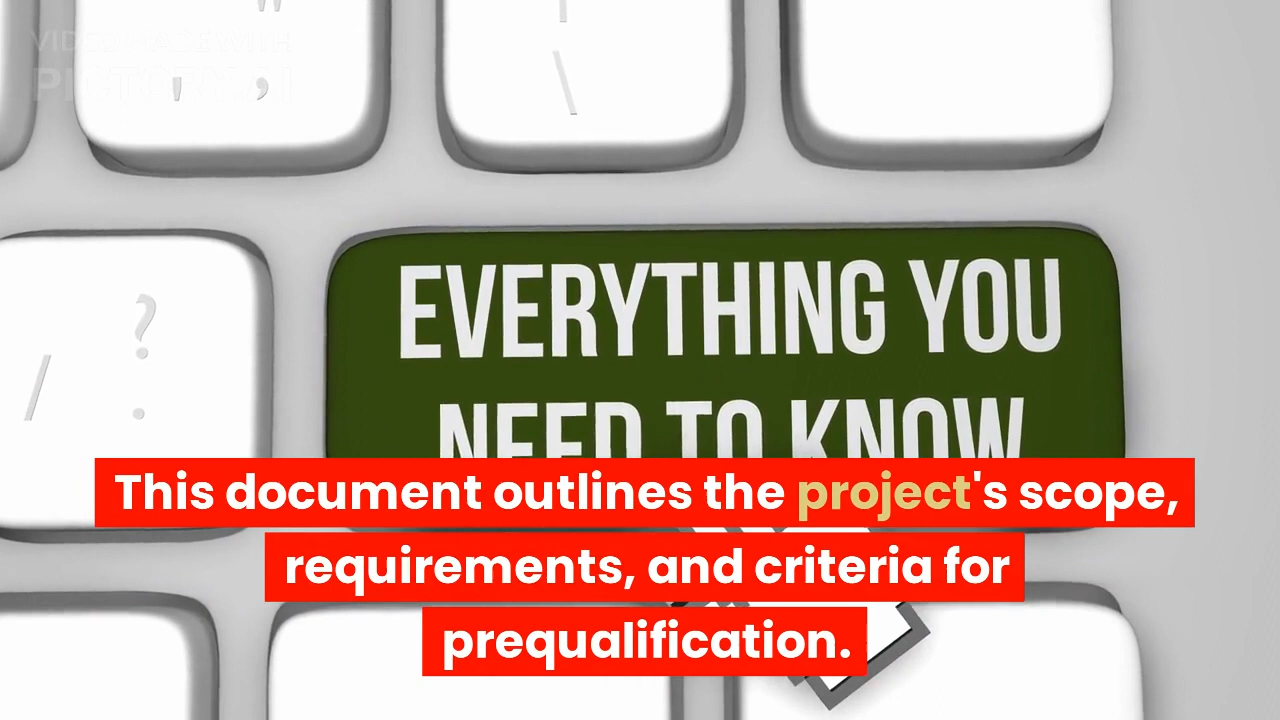 "
' ,
|
\
?
/ .
EVERYTHING YOU
NEED TO KNOW
This document outlines the project's scope,
requirements, and criteria for
prequalification.